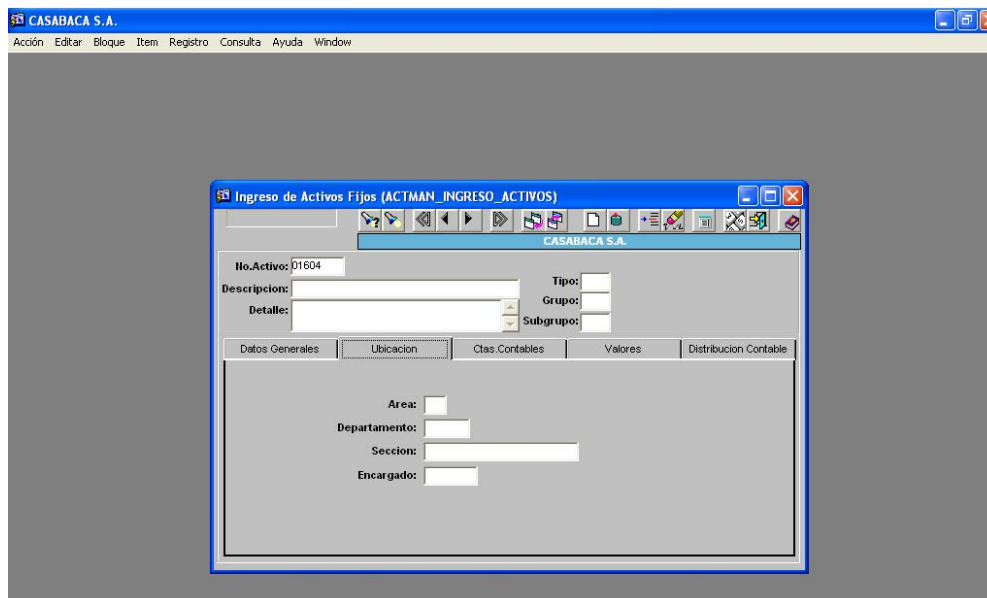 CASABACA S.A.
Acción Editar Bloque Item Registro Consulta Ayuda Window
Ingreso de Activos Fijos (ACTMAN_INGRESO_ACTIVOS)
CASABACA S.A.
No.Activo: 01604
Tipo:
Descripcion:
Grupo:
Detalle:
Subgrupo:
Datos Generales Ubicacion Ctas.Contables Valores Distribucion Contable
Area:
Departamento:
Seccion:
Encargado: